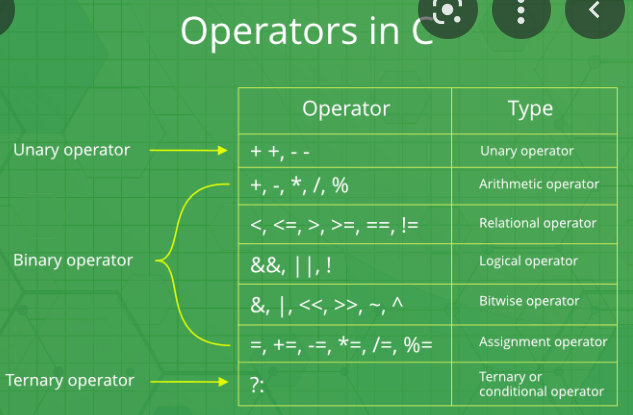 Operators in C
Operator Type
Unary operator + +, - - Unary operator
+, -, *, /, % Arithmetic operator
<, <=, >, >=, ==, != Relational operator
Binary operator &&, ||, ! Logical operator
&, |, <<, >>, ~, ^ Bitwise operator
=, +=, -=, *=, /=, %= Assignment operator
Ternary operator ?: Ternary or
conditional operator